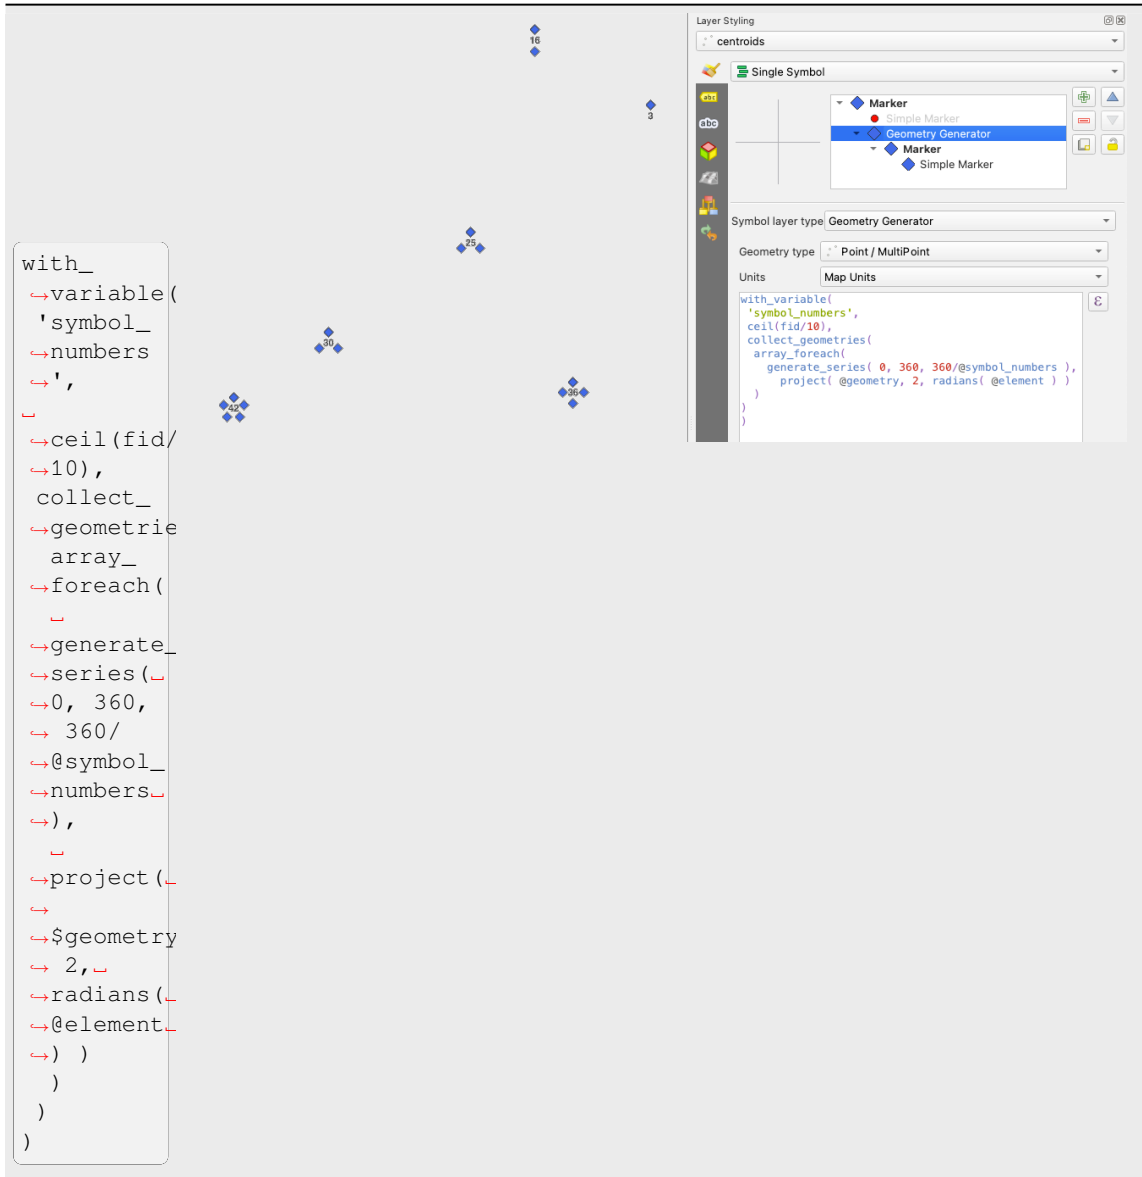 with_
↪variable(
'symbol_
↪numbers
↪',
␣
↪ceil(fid/
↪10),
collect_
↪geometrie
array_
↪foreach(
␣
↪generate_
↪series(␣
↪0, 360,
↪ 360/
↪@symbol_
↪numbers␣
↪),
␣
↪project(␣
↪
↪$geometry
↪ 2,␣
↪radians(␣
↪@element␣
↪) )
)
)
)
16
3
25
30
36
42
Layer Styling
centroids
Single Symbol
abc
abc
Marker
Simple Marker
Geometry Generator
Marker
Simple Marker
Symbol layer type Geometry Generator
Geometry type Point / MultiPoint
Units Map Units
with_variable(
'symbol_numbers',
ceil(fid/10),
collect_geometries(
array_foreach(
generate_series( 0, 360, 360/@symbol_numbers ),
project( @geometry, 2, radians( @element ) )
)
)
)
ε